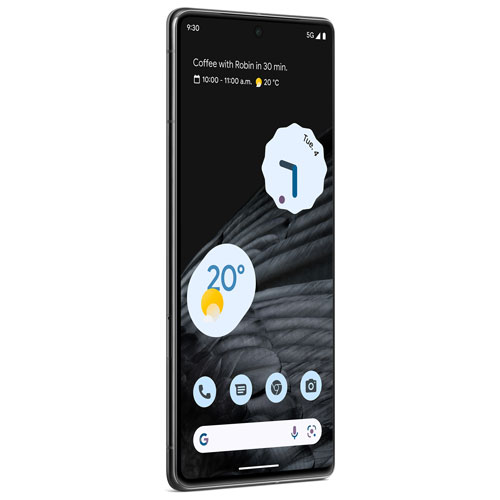 9:30
5G
Coffee with Robin in 30 min.
10:00 - 11:00 a.m. 20 °C
Tue, 4
20°
G